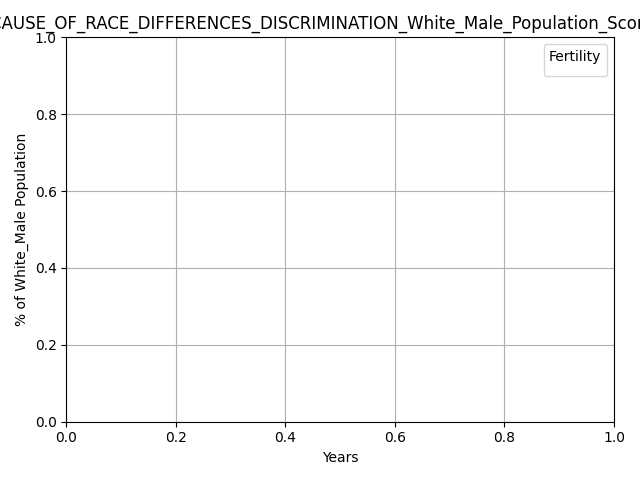 CAUSE_OF_RACE_DIFFERENCES_DISCRIMINATION_White_Male_Population_Scor
Fertility
% of White_Male Population
1.0
0.8
0.6
0.4
0.2
0.0
0.0 0.2 0.4 0.6 0.8 1.0
Years